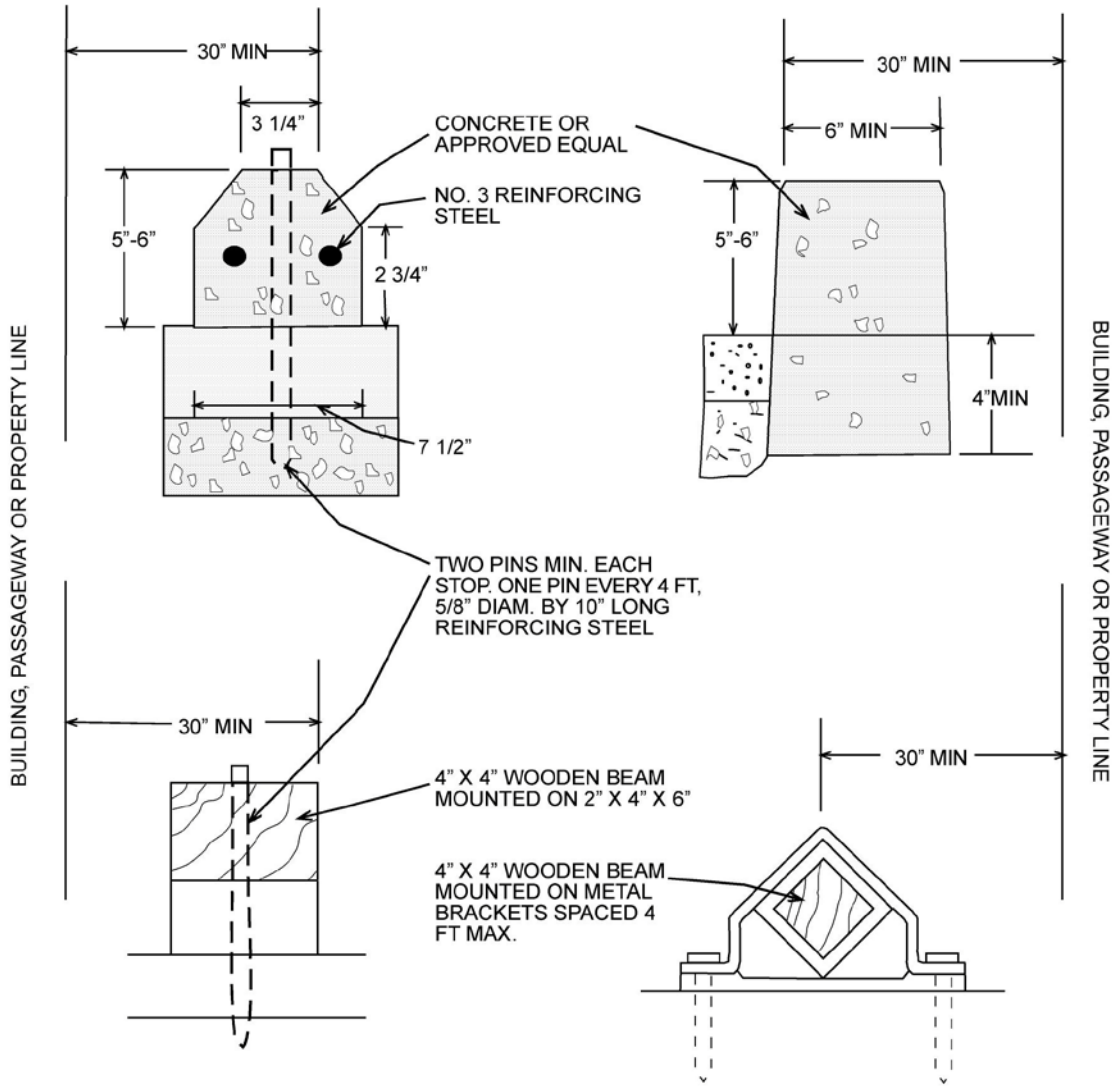 30” MIN
3 1/4”
5”-6”
2 3/4”
7 1/2”
CONCRETE OR
APPROVED EQUAL
NO. 3 REINFORCING
STEEL
30” MIN
6” MIN
5”-6”
4”MIN
BUILDING, PASSAGEWAY OR PROPERTY LINE
BUILDING, PASSAGEWAY OR PROPERTY LINE
TWO PINS MIN. EACH
STOP. ONE PIN EVERY 4 FT,
5/8” DIAM. BY 10” LONG
REINFORCING STEEL
30” MIN
4” X 4” WOODEN BEAM
MOUNTED ON 2” X 4” X 6”
4” X 4” WOODEN BEAM
MOUNTED ON METAL
BRACKETS SPACED 4
FT MAX.
30” MIN